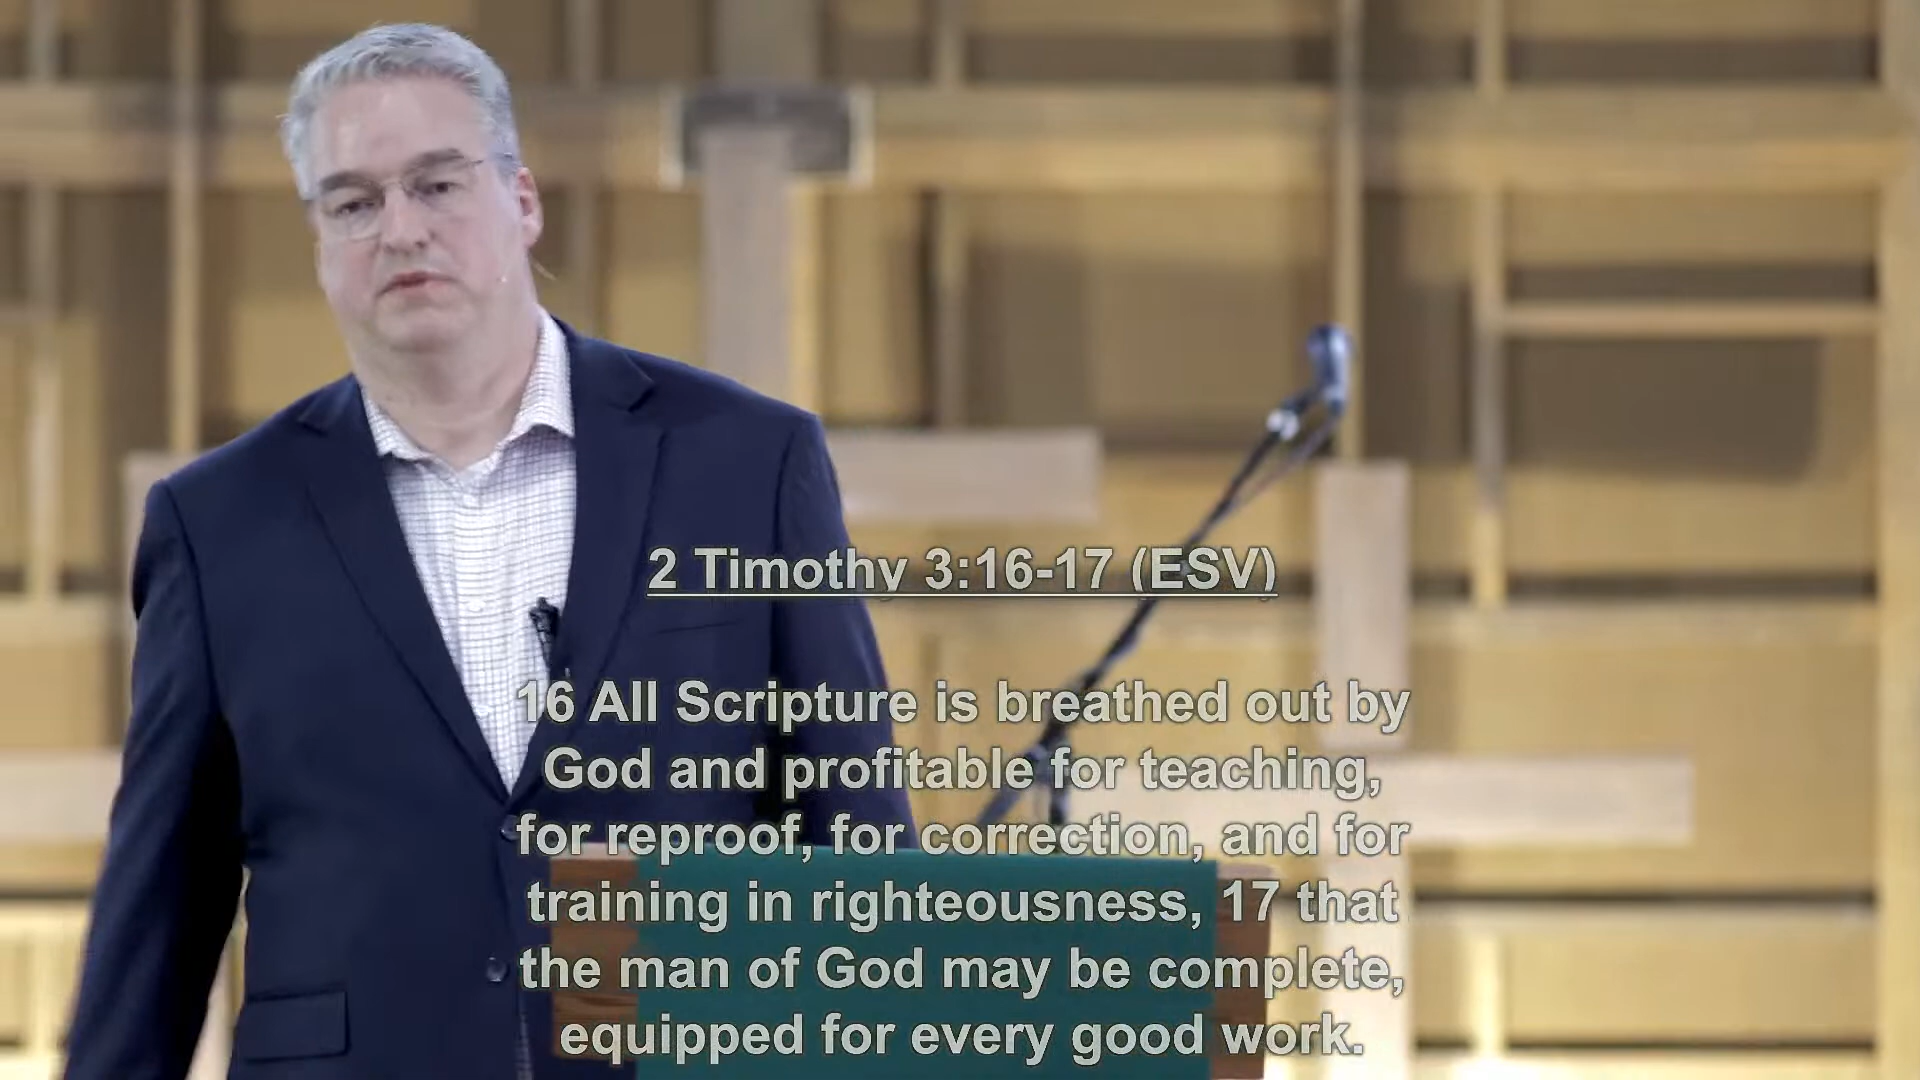 2 Timothy 3:16-17 (ESV)
16 All Scripture is breathed out by
God and profitable for teaching,
for reproof, for correction, and for
training in righteousness, 17 that
the man of God may be complete,
equipped for every good work.